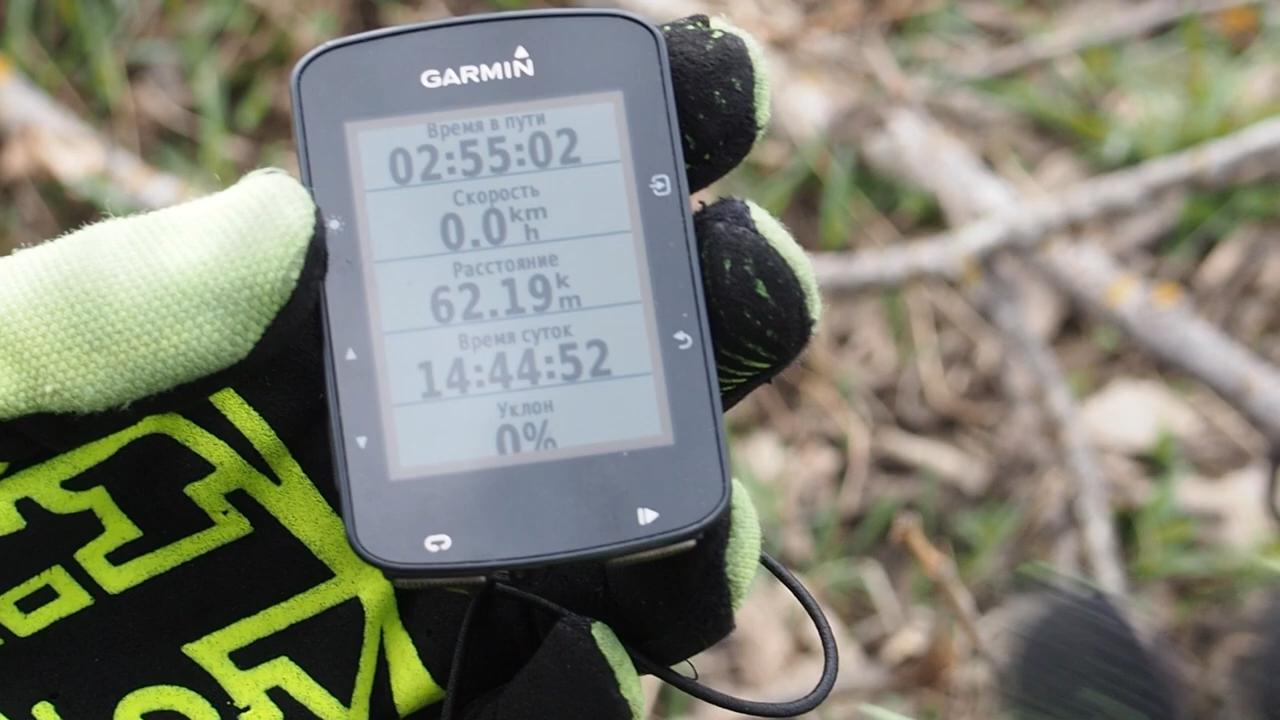 GARMIN
Время в пути
02:55:02
Скорость
0.0 km h
Расстояние
62.19 k m
Время суток
14:44:52
Уклон
0%